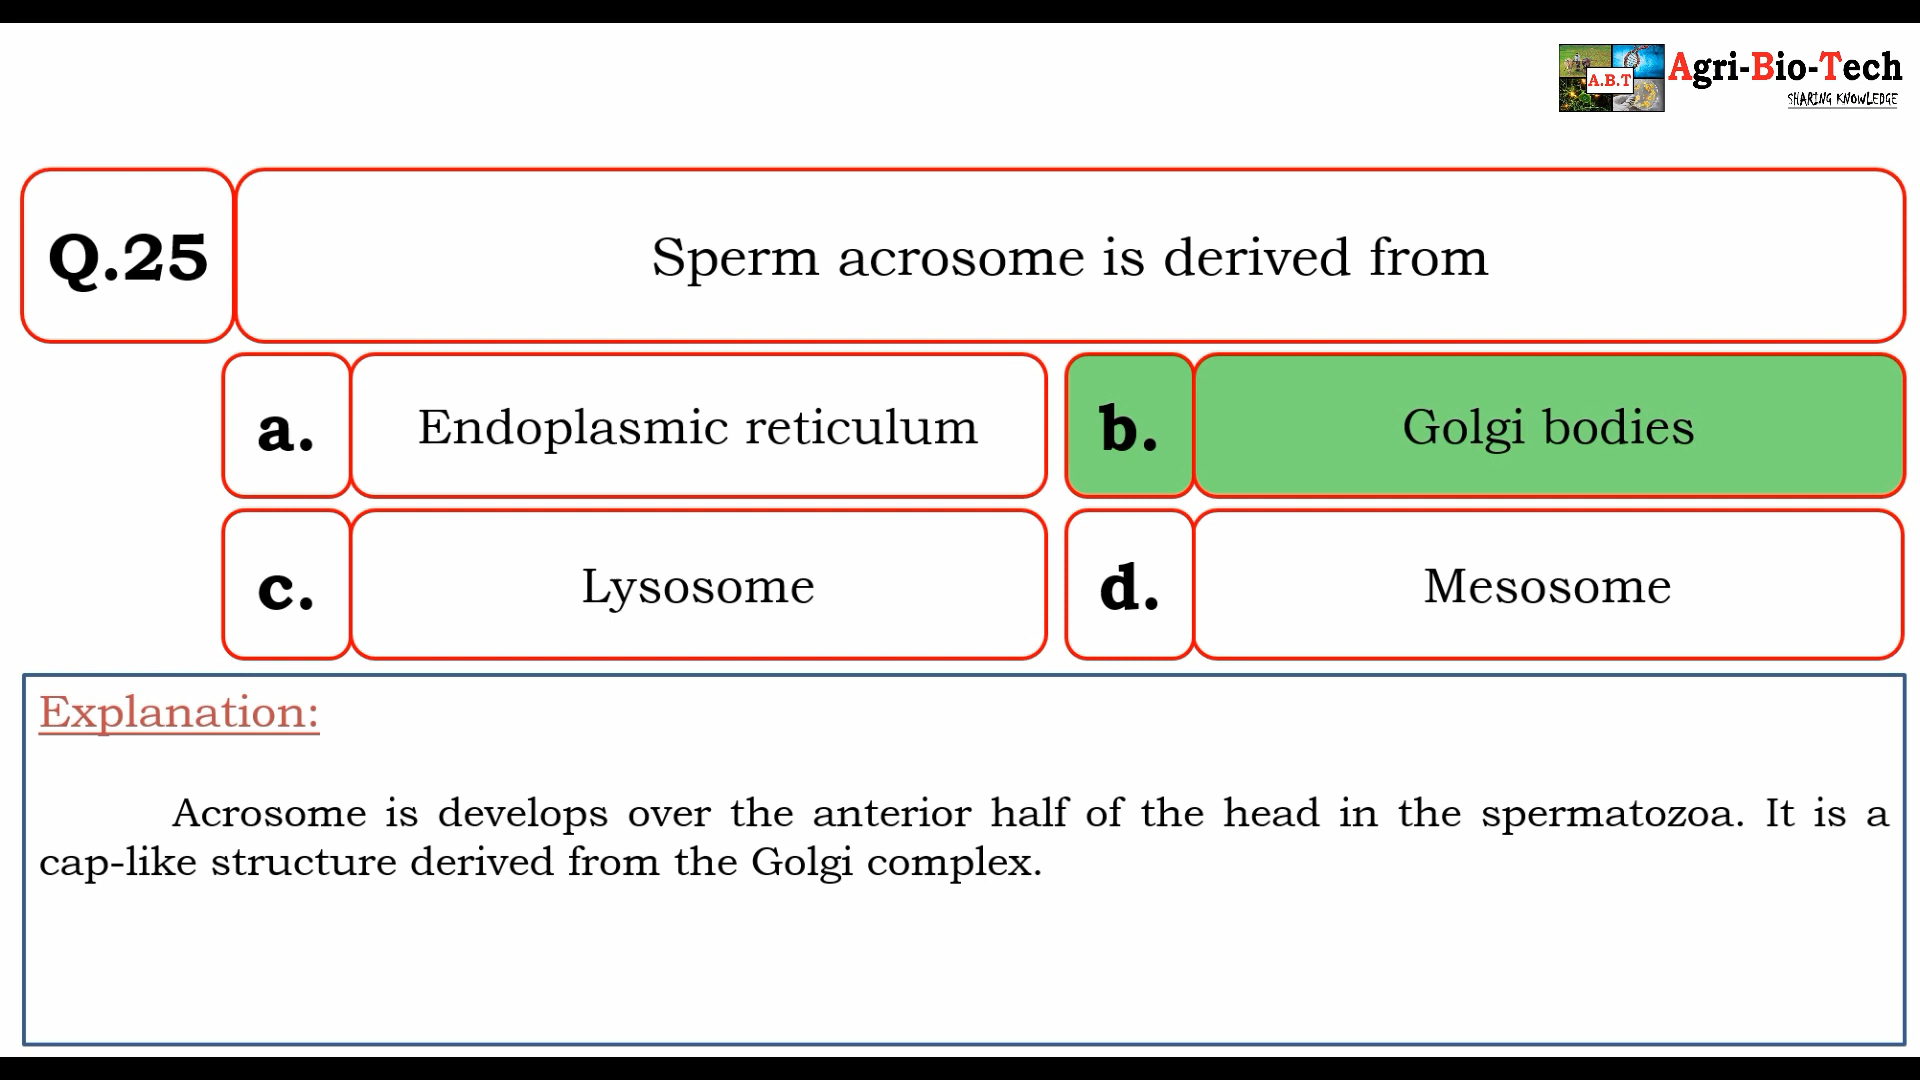 A.B.T
Agri-Bio-Tech
SHARING KNOWLEDGE
Q.25
Sperm acrosome is derived from
a.
Endoplasmic reticulum
b.
Golgi bodies
c.
Lysosome
d.
Mesosome
Explanation:
Acrosome is develops over the anterior half of the head in the spermatozoa. It is a
cap-like structure derived from the Golgi complex.